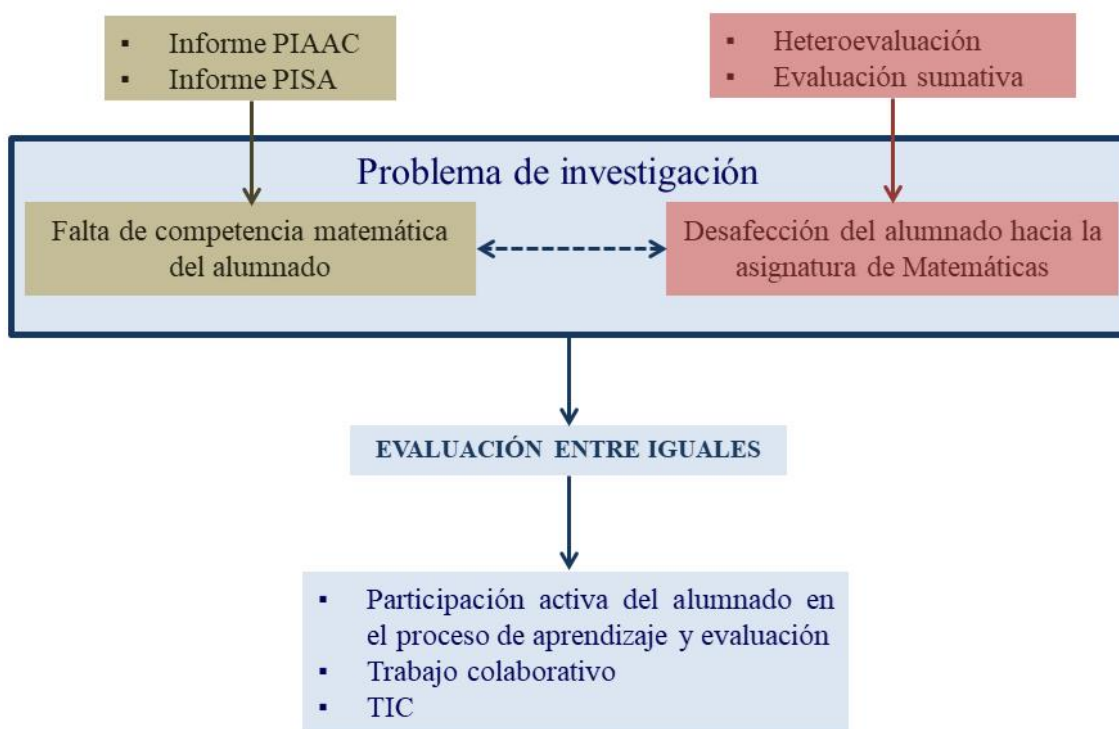 ▪ Informe PIAAC
▪ Informe PISA
▪ Heteroevaluación
▪ Evaluación sumativa
Problema de investigación
Falta de competencia matemática
del alumnado
Desafección del alumnado hacia la
asignatura de Matemáticas
EVALUACIÓN ENTRE IGUALES
▪ Participación activa del alumnado en
el proceso de aprendizaje y evaluación
▪ Trabajo colaborativo
▪ TIC